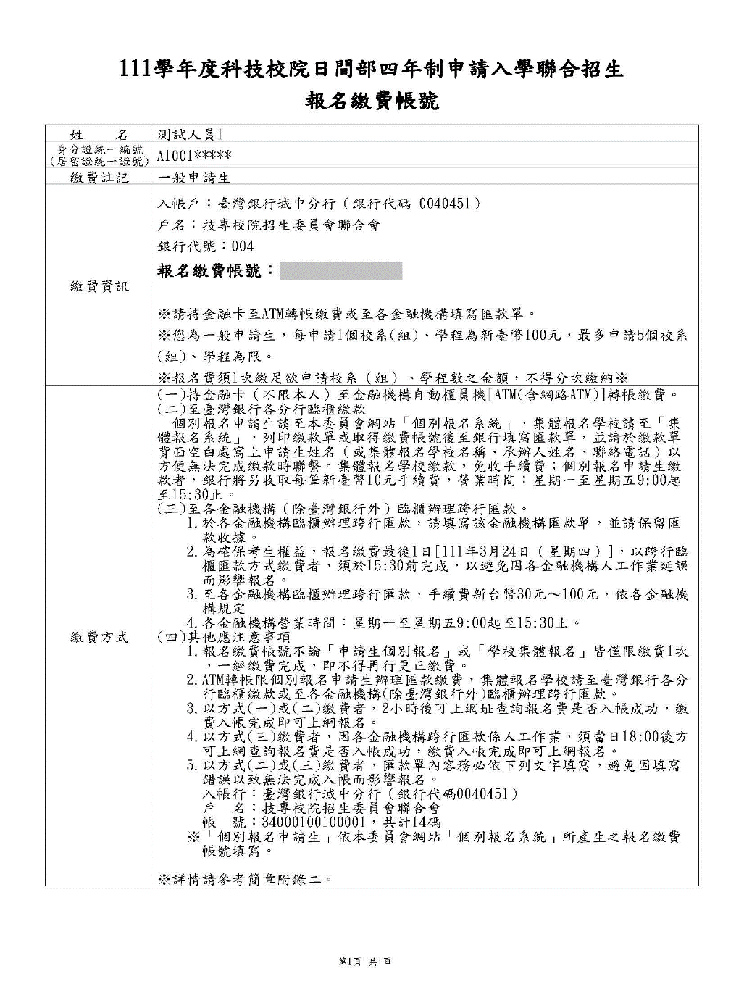 111學年度科技校院日間部四年制申請入學聯合招生
報名繳費帳號
姓　　名
測試人員1
身分證統一編號
(居留證統一證號)
A1001*****
繳費註記
一般申請生
繳費資訊
入帳戶：臺灣銀行城中分行（銀行代碼 0040451）
戶名：技專校院招生委員會聯合會
銀行代號：004
報名繳費帳號：
※請持金融卡至ATM轉帳繳費或至各金融機構填寫匯款單。
※您為一般申請生，每申請1個校系(組)、學程為新臺幣100元，最多申請5個校系
(組)、學程為限。
※報名費須1次繳足欲申請校系（組）、學程數之金額，不得分次繳納※
繳費方式
(一)持金融卡（不限本人）至金融機構自動櫃員機[ATM(含網路ATM)]轉帳繳費。
(二)至臺灣銀行各分行臨櫃繳款
個別報名申請生請至本委員會網站「個別報名系統」，集體報名學校請至「集
體報名系統」，列印繳款單或取得繳費帳號後至銀行填寫匯款單，並請於繳款單
背面空白處寫上申請生姓名（或集體報名學校名稱、承辦人姓名、聯絡電話）以
方便無法完成繳款時聯繫。集體報名學校繳款，免收手續費；個別報名申請生繳
款者，銀行將另收取每筆新臺幣10元手續費，營業時間：星期一至星期五9:00起
至15:30止。
(三)至各金融機構（除臺灣銀行外）臨櫃辦理跨行匯款。
1.於各金融機構臨櫃辦理跨行匯款，請填寫該金融機構匯款單，並請保留匯
款收據。
2.為確保考生權益，報名繳費最後1日[111年3月24日（星期四）]，以跨行臨
櫃匯款方式繳費者，須於15:30前完成，以避免因各金融機構人工作業延誤
而影響報名。
3.至各金融機構臨櫃辦理跨行匯款，手續費新台幣30元～100元，依各金融機
構規定
4.各金融機構營業時間：星期一至星期五9:00起至15:30止。
(四)其他應注意事項
1.報名繳費帳號不論「申請生個別報名」或「學校集體報名」皆僅限繳費1次
，一經繳費完成，即不得再行更正繳費。
2.ATM轉帳限個別報名申請生辦理匯款繳費，集體報名學校請至臺灣銀行各分
行臨櫃繳款或至各金融機構(除臺灣銀行外)臨櫃辦理跨行匯款。
3.以方式(一)或(二)繳費者，2小時後可上網址查詢報名費是否入帳成功，繳
費入帳完成即可上網報名。
4.以方式(三)繳費者，因各金融機構跨行匯款係人工作業，須當日18:00後方
可上網查詢報名費是否入帳成功，繳費入帳完成即可上網報名。
5.以方式(二)或(三)繳費者，匯款單內容務必依下列文字填寫，避免因填寫
錯誤以致無法完成入帳而影響報名。
入帳行：臺灣銀行城中分行（銀行代碼0040451）
戶　名：技專校院招生委員會聯合會
帳　號：34000100100001，共計14碼
※「個別報名申請生」依本委員會網站「個別報名系統」所產生之報名繳費
帳號填寫。
※詳情請參考簡章附錄二。
第1頁 共1頁